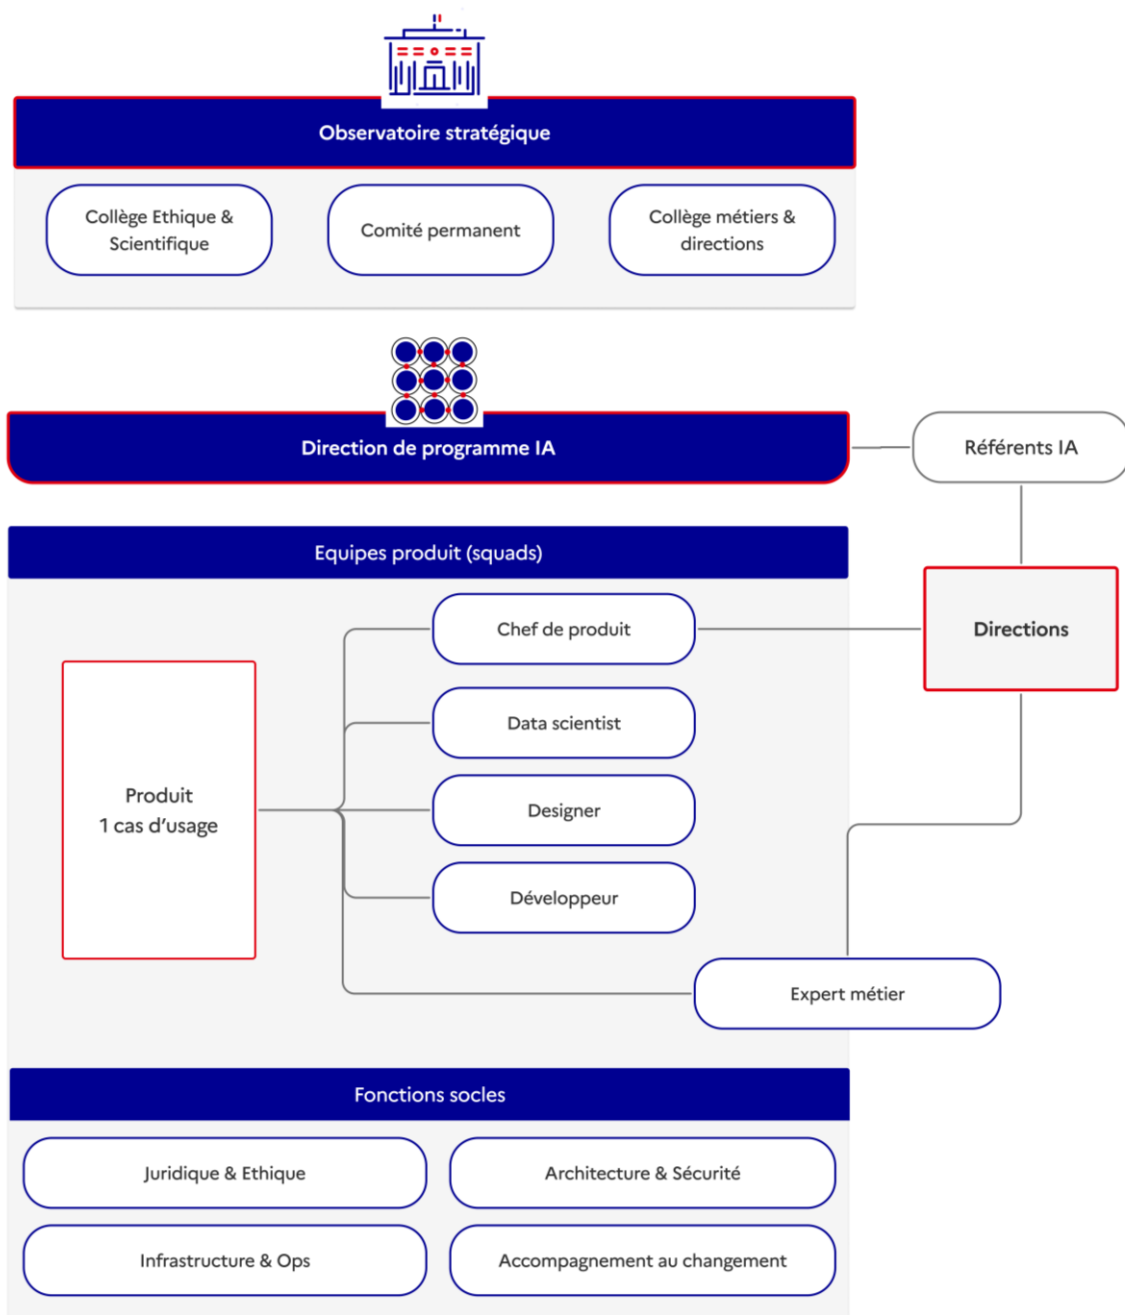 Observatoire stratégique
Collège Ethique &
Scientifique
Comité permanent
Collège métiers &
directions
Direction de programme IA
Référents IA
Equipes produit (squads)
Chef de produit
Directions
Data scientist
Produit
1 cas d'usage
Designer
Développeur
Expert métier
Fonctions socles
Juridique & Ethique
Architecture & Sécurité
Infrastructure & Ops
Accompagnement au changement